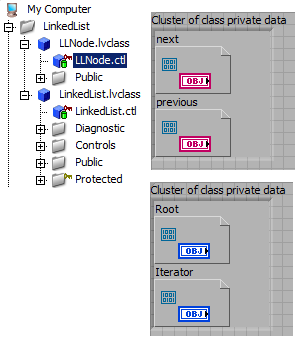 My Computer
LinkedList
LLNode.lvclass
LLNode.ctl
Public
LinkedList.lvclass
LinkedList.ctl
Diagnostic
Controls
Public
Protected
Cluster of class private data
next
OBJ
previous
OBJ
Cluster of class private data
Root
OBJ
Iterator
OBJ